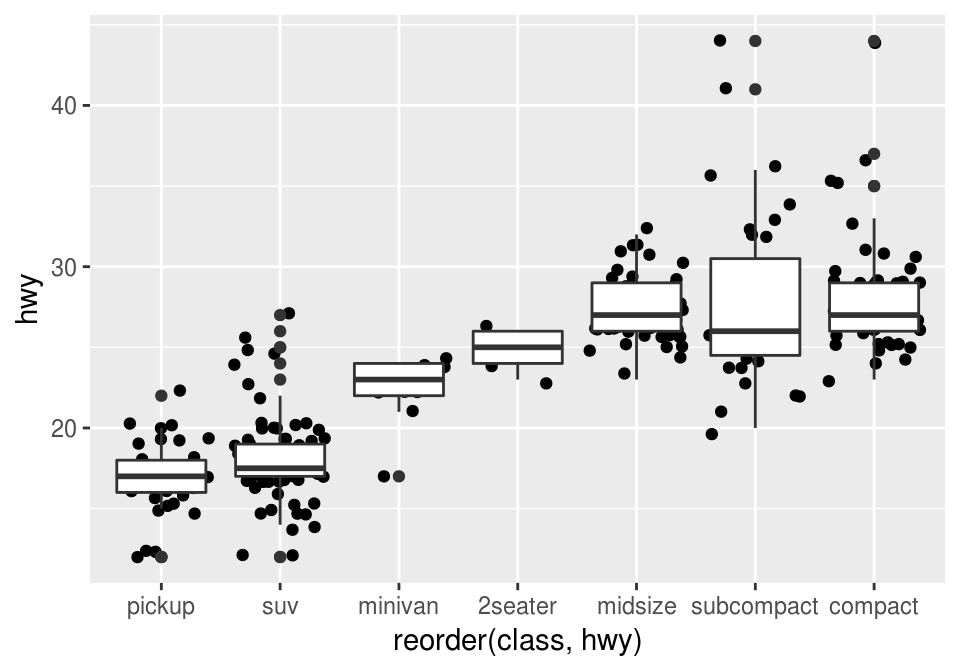 hwy
40
30
20
pickup suv minivan 2seater midsize subcompact compact
reorder(class, hwy)